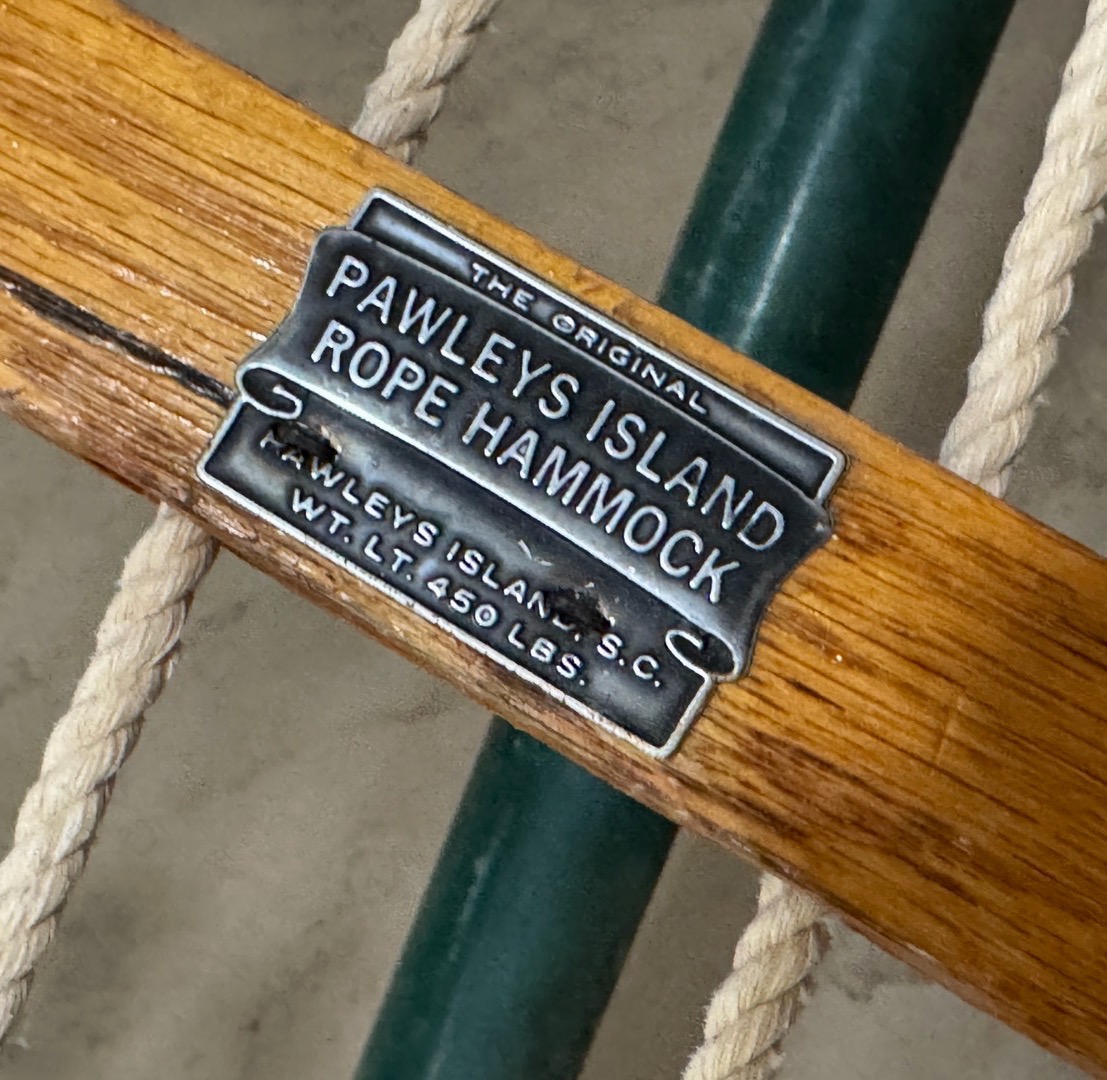 THE ORIGINAL
PAWLEYS ISLAND
ROPE HAMMOCK
PAWLEYS ISLAND, S.C.
WT. LT. 450 LBS.